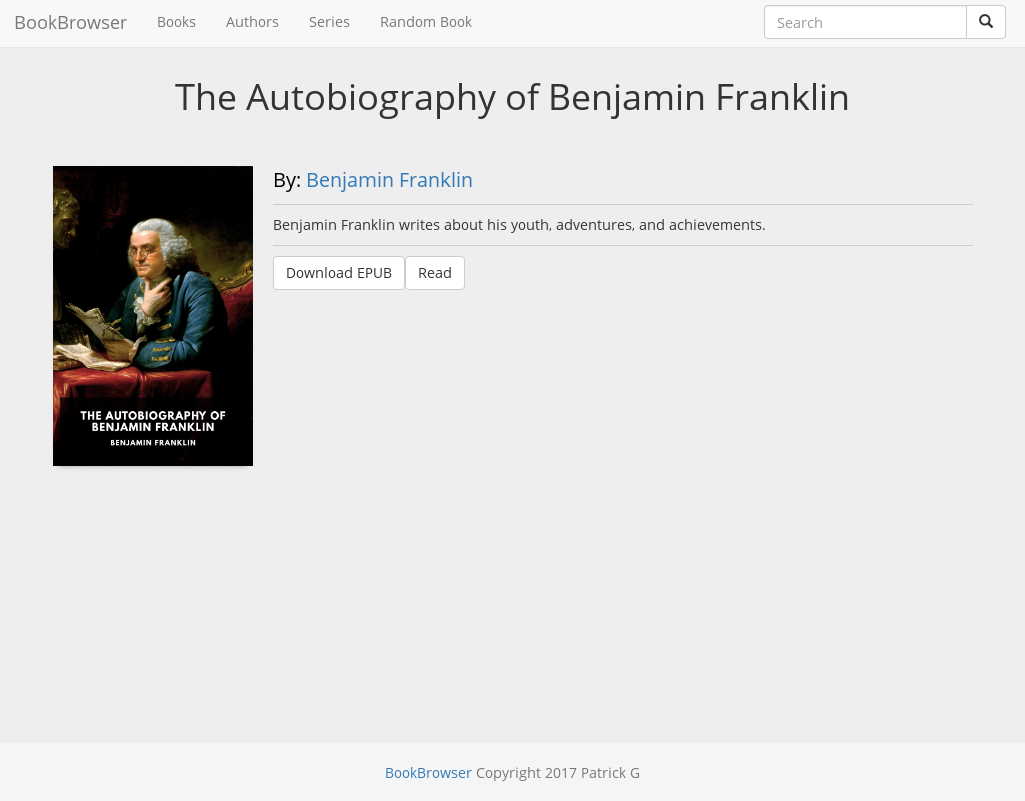 BookBrowser Books Authors Series Random Book Search
The Autobiography of Benjamin Franklin
By: Benjamin Franklin
Benjamin Franklin writes about his youth, adventures, and achievements.
Download EPUB Read
THE AUTOBIOGRAPHY OF
BENJAMIN FRANKLIN
BENJAMIN FRANKLIN
BookBrowser Copyright 2017 Patrick G